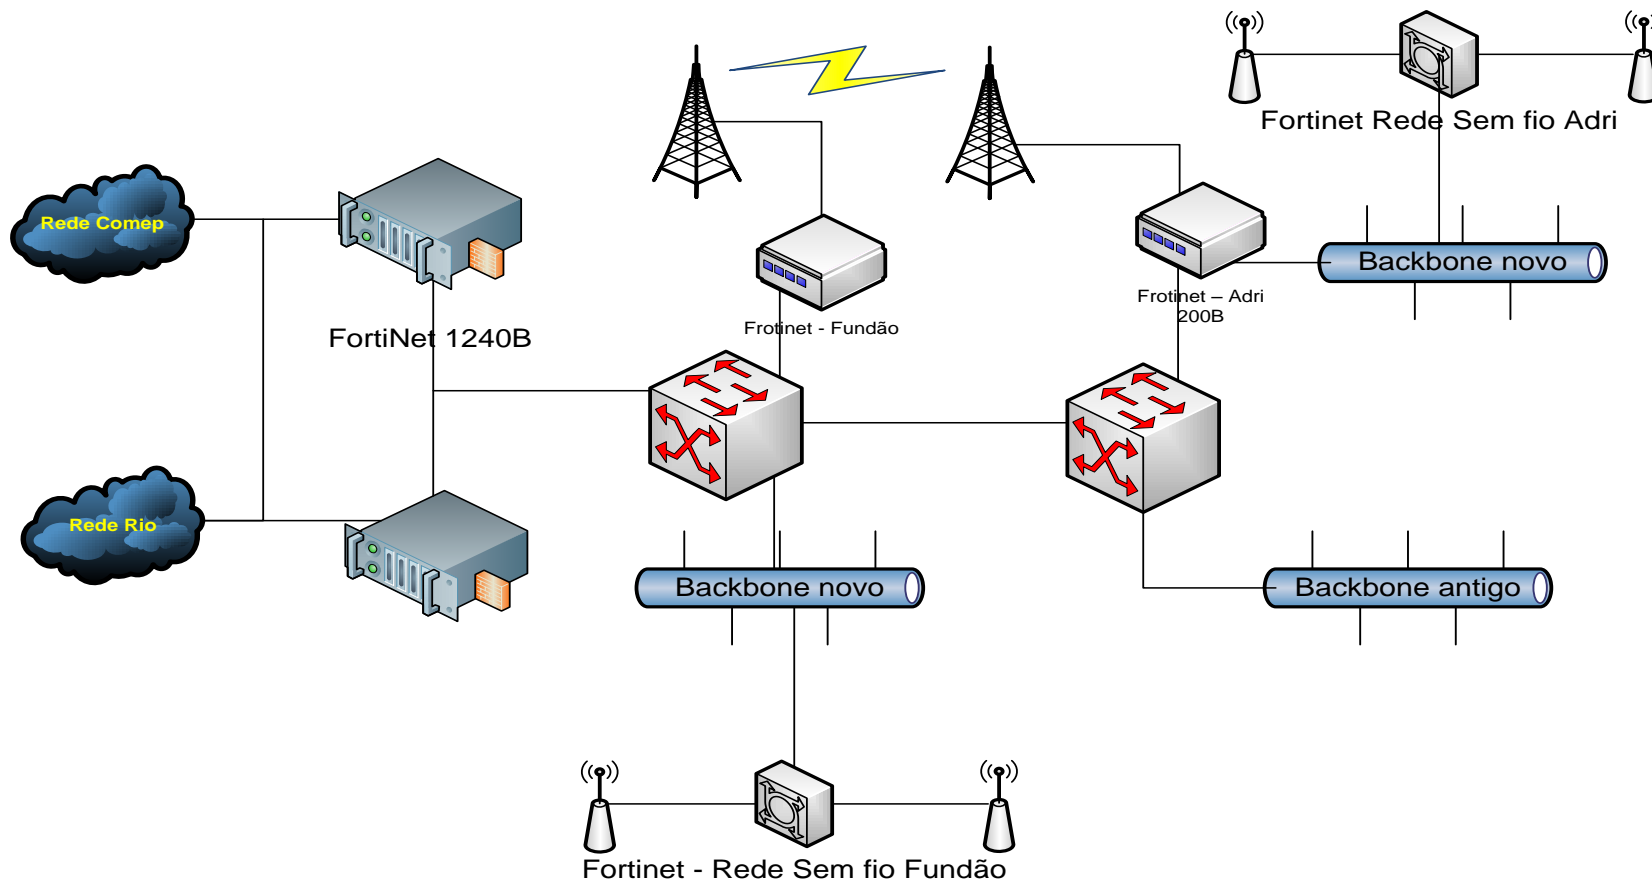 Fortinet Rede Sem fio Adri
Rede Comep
Backbone novo
Frotinet – Adri
200B
Frotinet - Fundão
FortiNet 1240B
Rede Rio
Backbone novo
Backbone antigo
Fortinet - Rede Sem fio Fundão